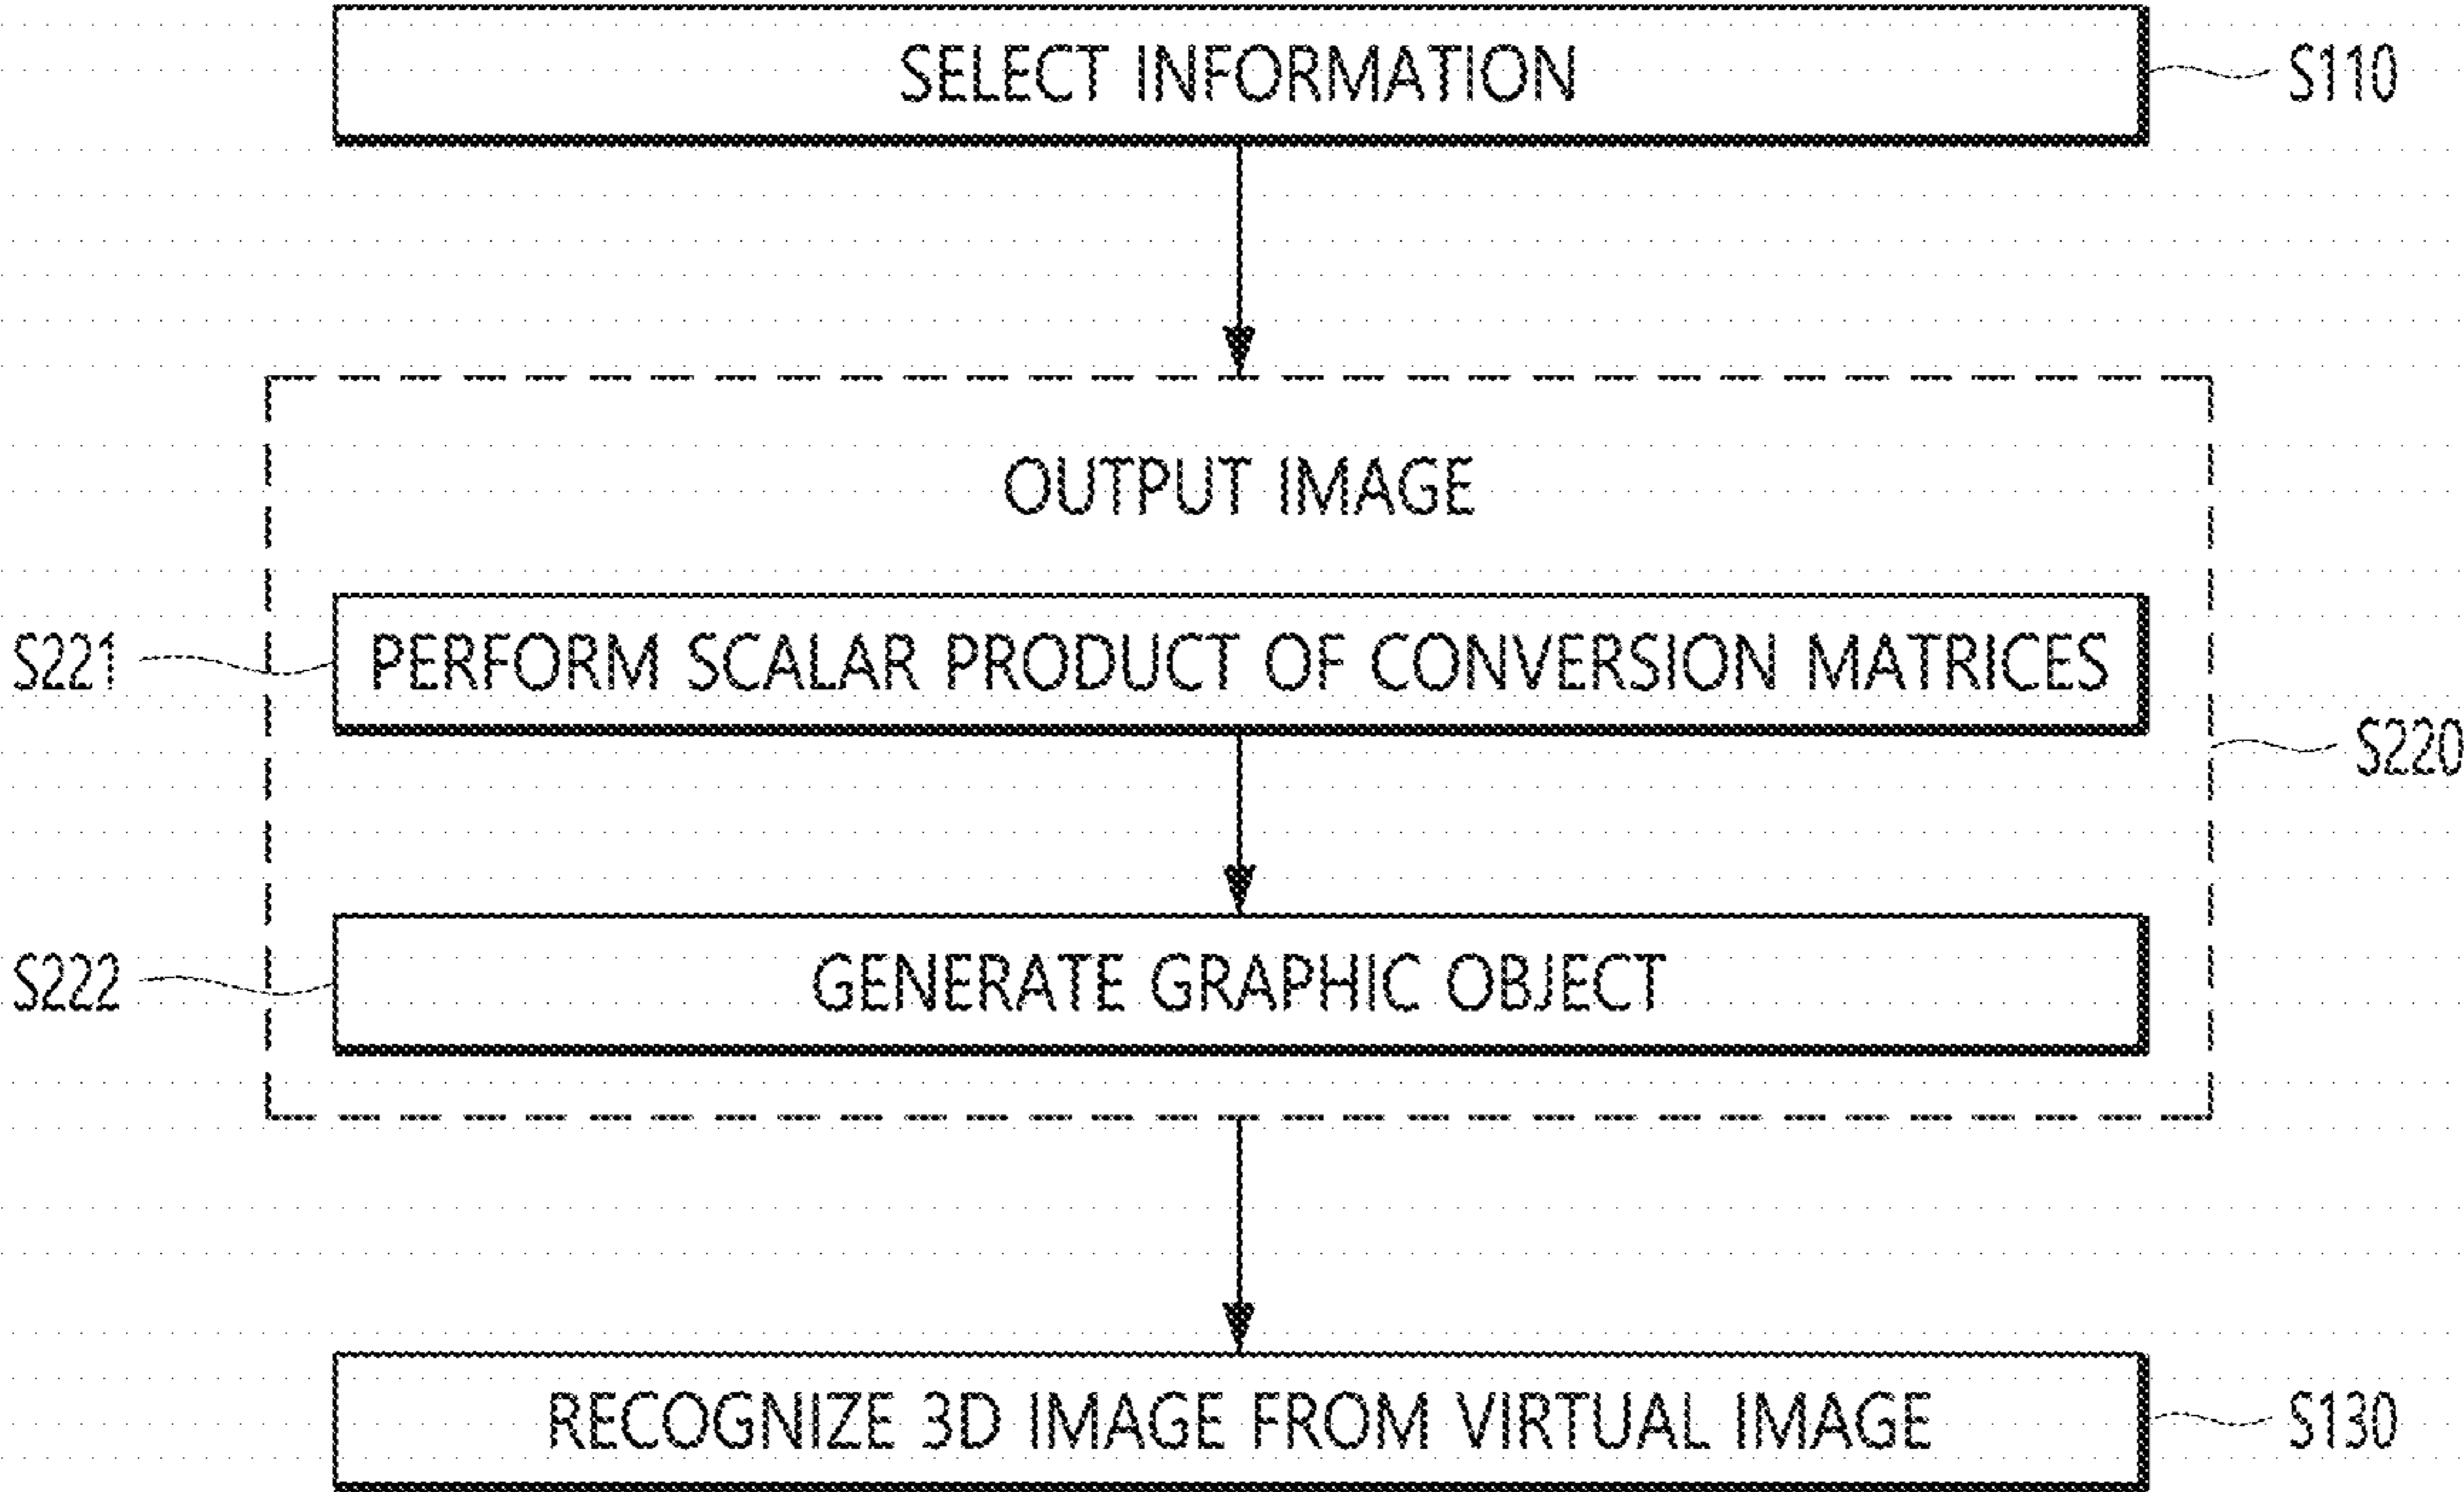 SELECT INFORMATION
S110
OUTPUT IMAGE
S221
PERFORM SCALAR PRODUCT OF CONVERSION MATRICES
S220
S222
GENERATE GRAPHIC OBJECT
RECOGNIZE 3D IMAGE FROM VIRTUAL IMAGE
S130